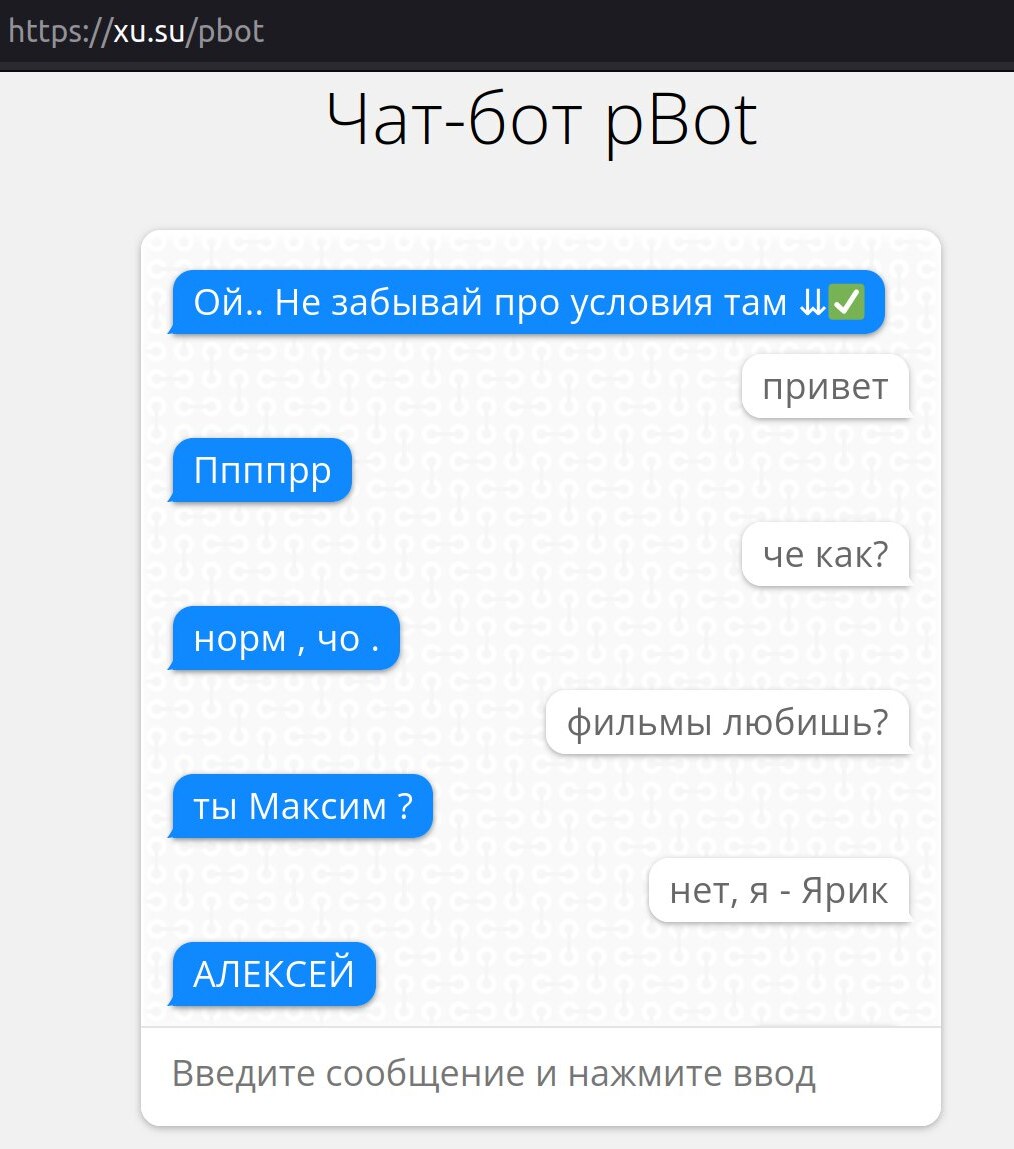 https://xu.su/pbot
Чат-бот pBot
Ой.. Не забывай про условия там ⇊✅
привет
Ппппрр
че как?
норм , чо .
фильмы любишь?
ты Максим ?
нет, я - Ярик
АЛЕКСЕЙ
Введите сообщение и нажмите ввод